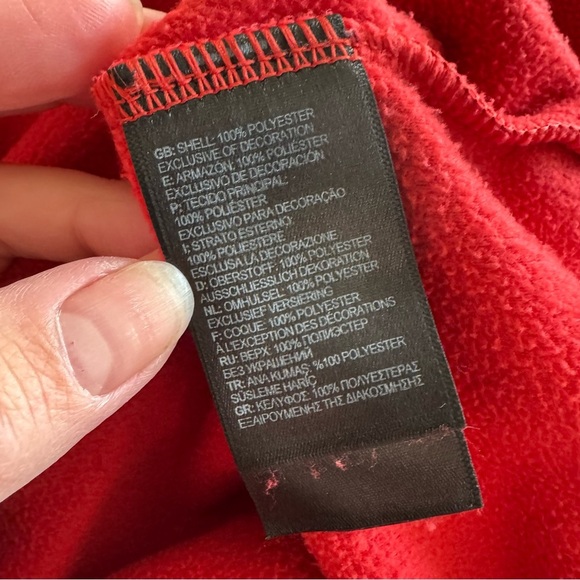 GB: SHELL: 100% POLYESTER
EXCLUSIVE OF DECORATION
E: ARMAZÓN: 100% POLIÉSTER
EXCLUSIVO DE DECORACIÓN
P: TECIDO PRINCIPAL:
100% POLIÉSTER
EXCLUSIVO PARA DECORAÇÃO
I: STRATO ESTERNO:
100% POLIESTERE
ESCLUSA LA DECORAZIONE
D: OBERSTOFF: 100% POLYESTER
AUSSCHLIESSLICH DEKORATION
NL: OMHULSEL: 100% POLYESTER
EXCLUSIEF VERSIERING
F: COQUE: 100% POLYESTER
À L'EXCEPTION DES DÉCORATIONS
RU: ВЕРХ: 100% ПОЛИЭСТЕР
БЕЗ УКРАШЕНИЙ
TR: ANA KUMAŞ: %100 POLYESTER
SÜSLEME HARİÇ
GR: ΚΕΛΥΦΟΣ: 100% ΠΟΛΥΕΣΤΕΡΑΣ
ΕΞΑΙΡΟΥΜΕΝΗΣ ΤΗΣ ΔΙΑΚΟΣΜΗΣΗΣ